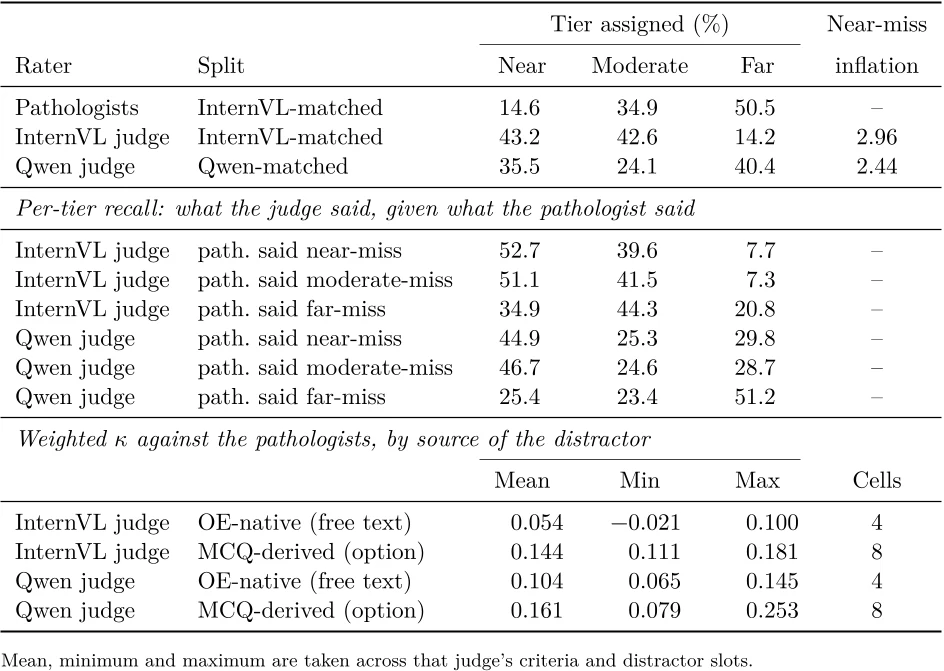 Tier assigned (%) Near-miss
Rater Split Near Moderate Far inflation
Pathologists InternVL-matched 14.6 34.9 50.5 –
InternVL judge InternVL-matched 43.2 42.6 14.2 2.96
Qwen judge Qwen-matched 35.5 24.1 40.4 2.44
Per-tier recall: what the judge said, given what the pathologist said
InternVL judge path. said near-miss 52.7 39.6 7.7 –
InternVL judge path. said moderate-miss 51.1 41.5 7.3 –
InternVL judge path. said far-miss 34.9 44.3 20.8 –
Qwen judge path. said near-miss 44.9 25.3 29.8 –
Qwen judge path. said moderate-miss 46.7 24.6 28.7 –
Qwen judge path. said far-miss 25.4 23.4 51.2 –
Weighted κ against the pathologists, by source of the distractor
Mean Min Max Cells
InternVL judge OE-native (free text) 0.054 −0.021 0.100 4
InternVL judge MCQ-derived (option) 0.144 0.111 0.181 8
Qwen judge OE-native (free text) 0.104 0.065 0.145 4
Qwen judge MCQ-derived (option) 0.161 0.079 0.253 8
Mean, minimum and maximum are taken across that judge's criteria and distractor slots.